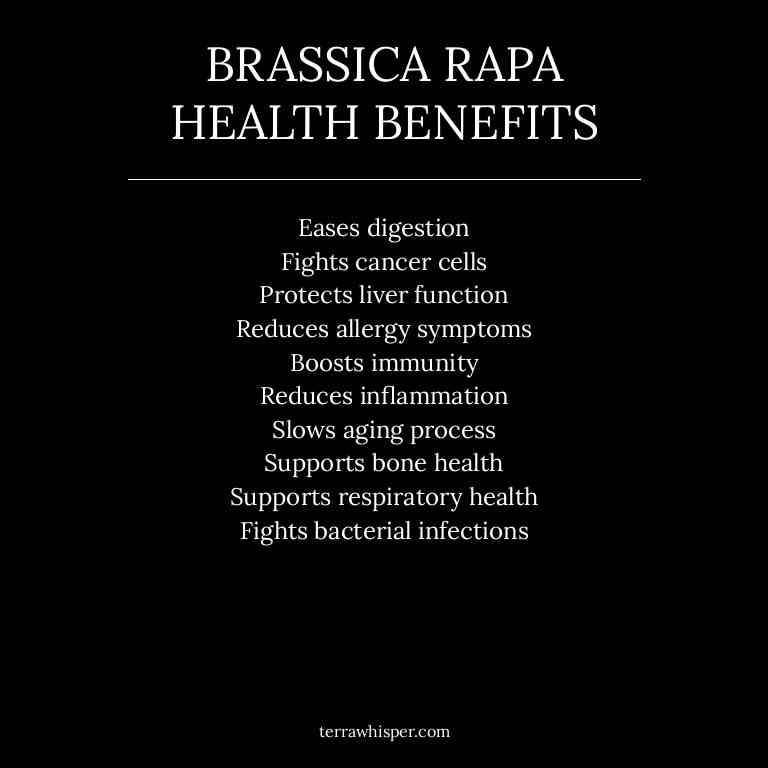 BRASSICA RAPA
HEALTH BENEFITS
Eases digestion
Fights cancer cells
Protects liver function
Reduces allergy symptoms
Boosts immunity
Reduces inflammation
Slows aging process
Supports bone health
Supports respiratory health
Fights bacterial infections
terrawhisper.com